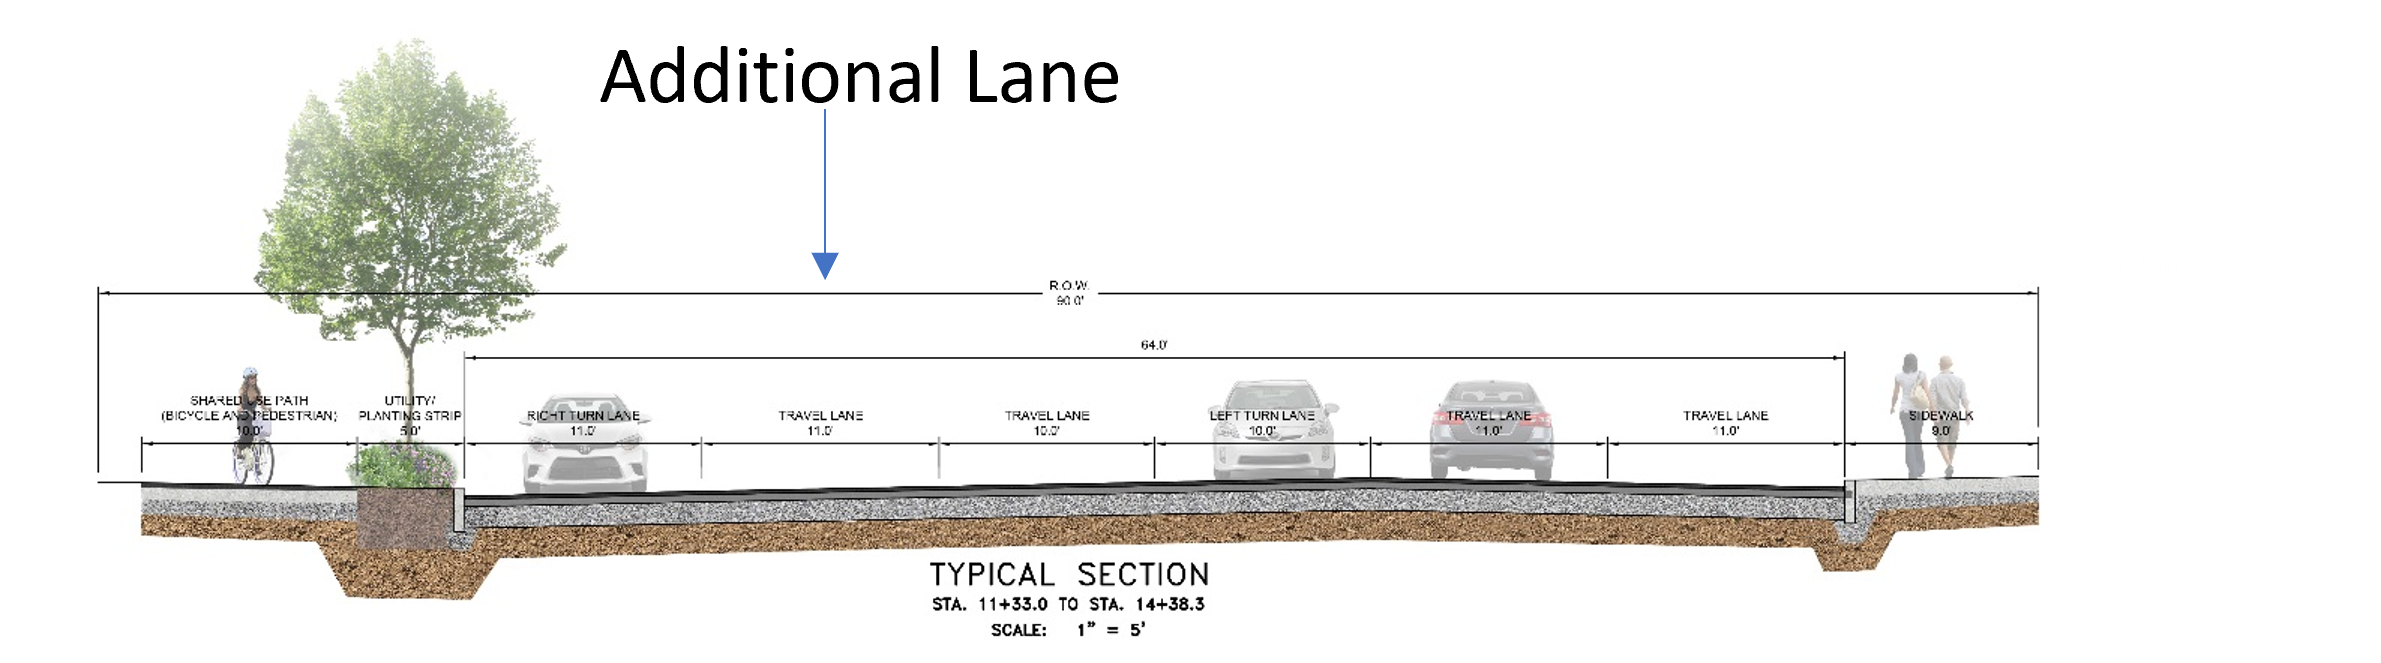 Additional Lane
R.O.W.
90.0'
64.0'
SHARED USE PATH
(BICYCLE AND PEDESTRIAN)
10.0'
UTILITY/
PLANTING STRIP
5.0'
RIGHT TURN LANE
11.0'
TRAVEL LANE
11.0'
TRAVEL LANE
10.0'
LEFT TURN LANE
10.0'
TRAVEL LANE
11.0'
TRAVEL LANE
11.0'
SIDEWALK
9.0'
TYPICAL SECTION
STA. 11+33.0 TO STA. 14+38.3
SCALE: 1" = 5'